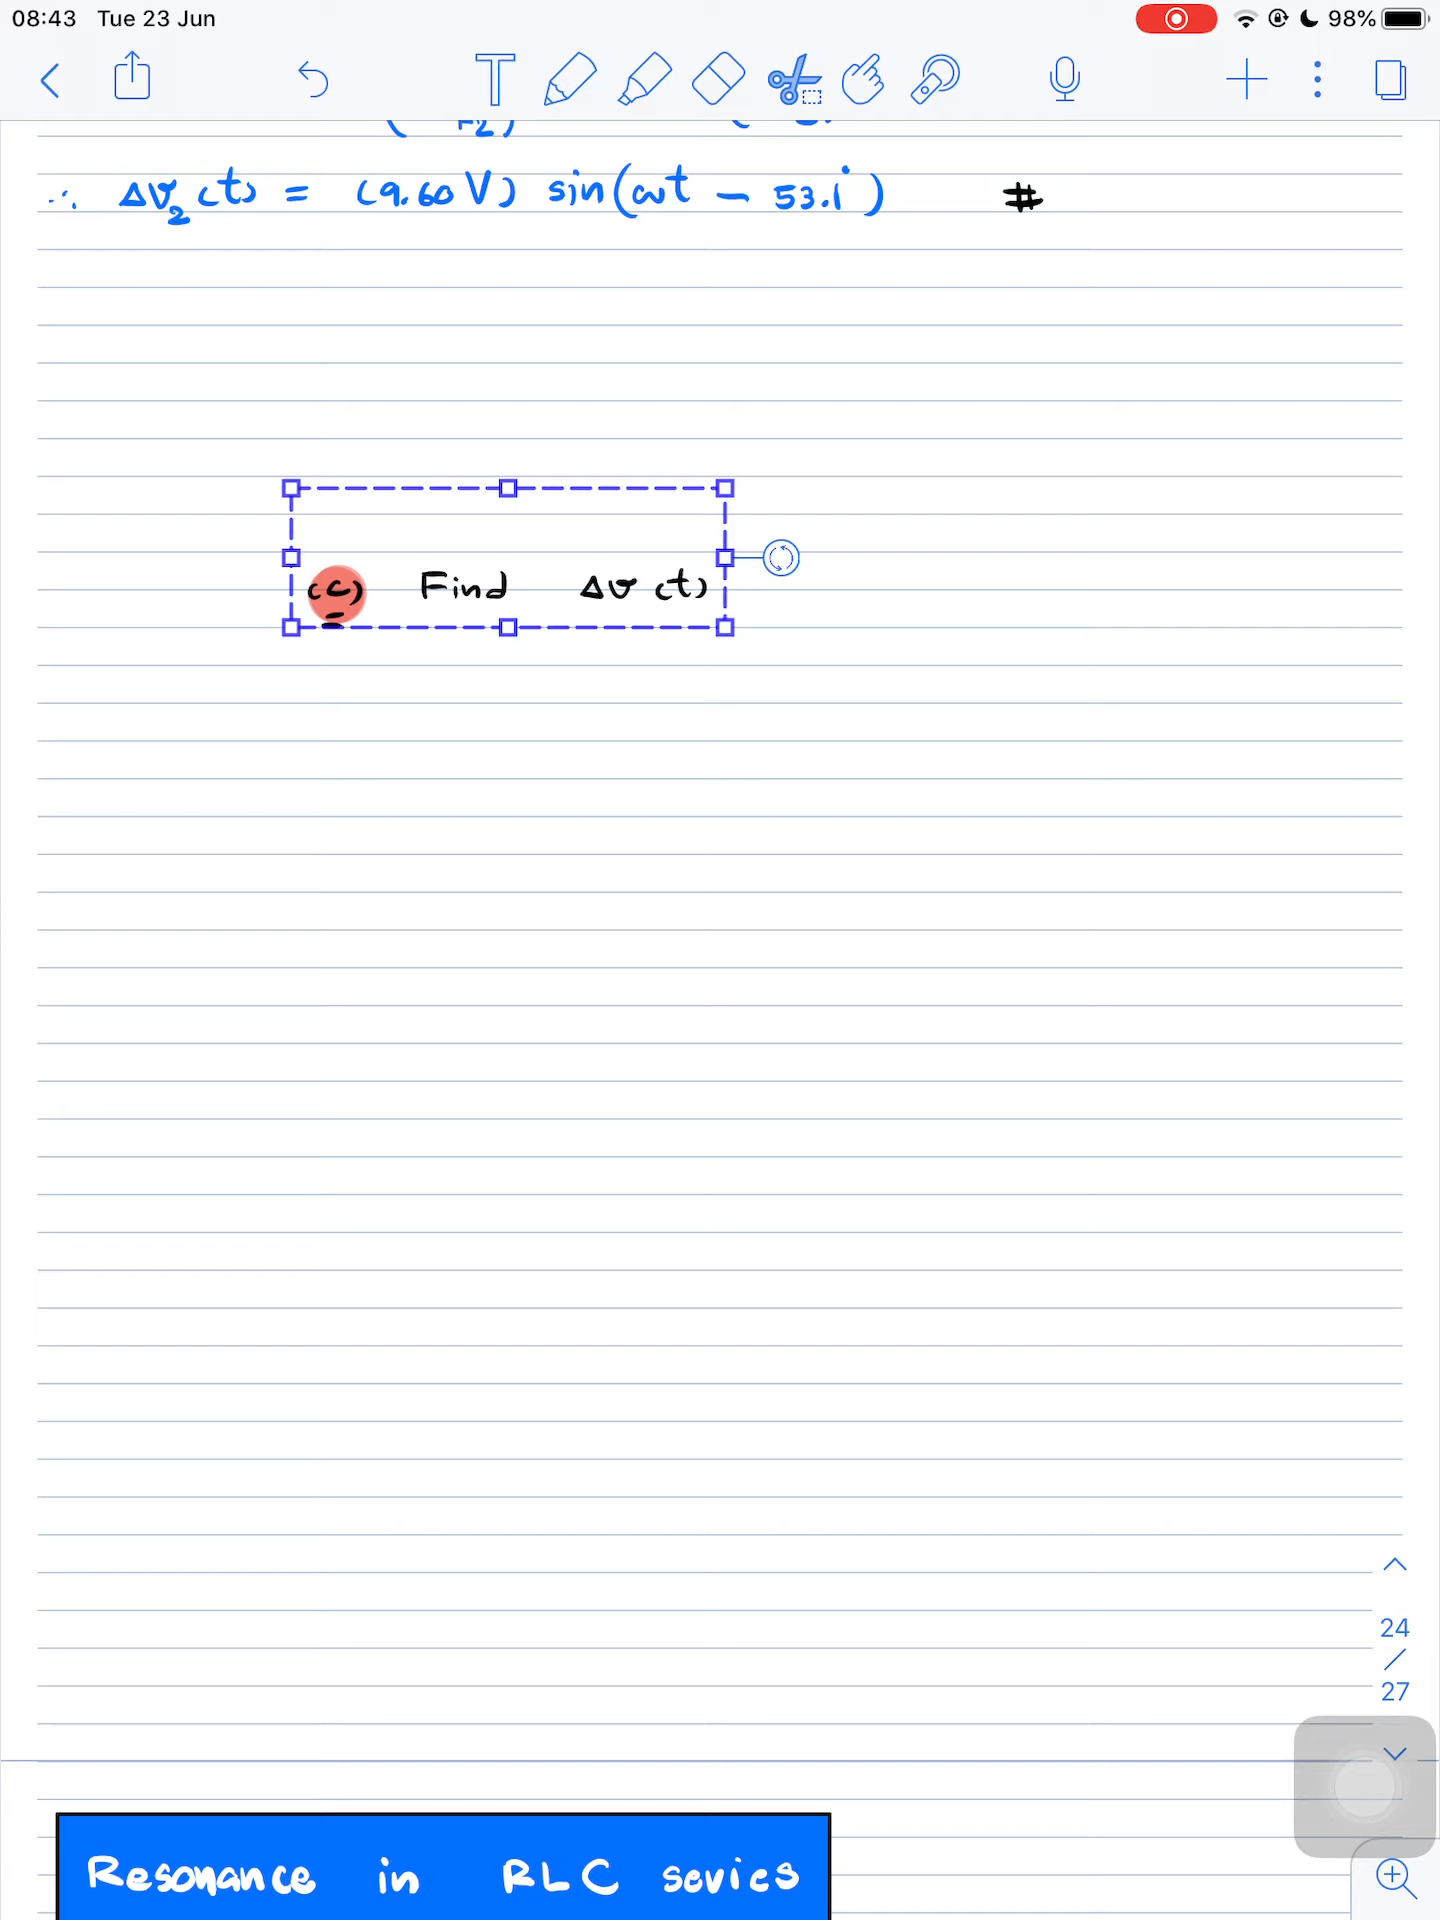 08:43 Tue 23 Jun 98%
T
∴ Δv₂(t) = (9.60 V) sin(ωt − 53.1°) #
(c) Find Δv(t)
24
/
27
Resonance in RLC series